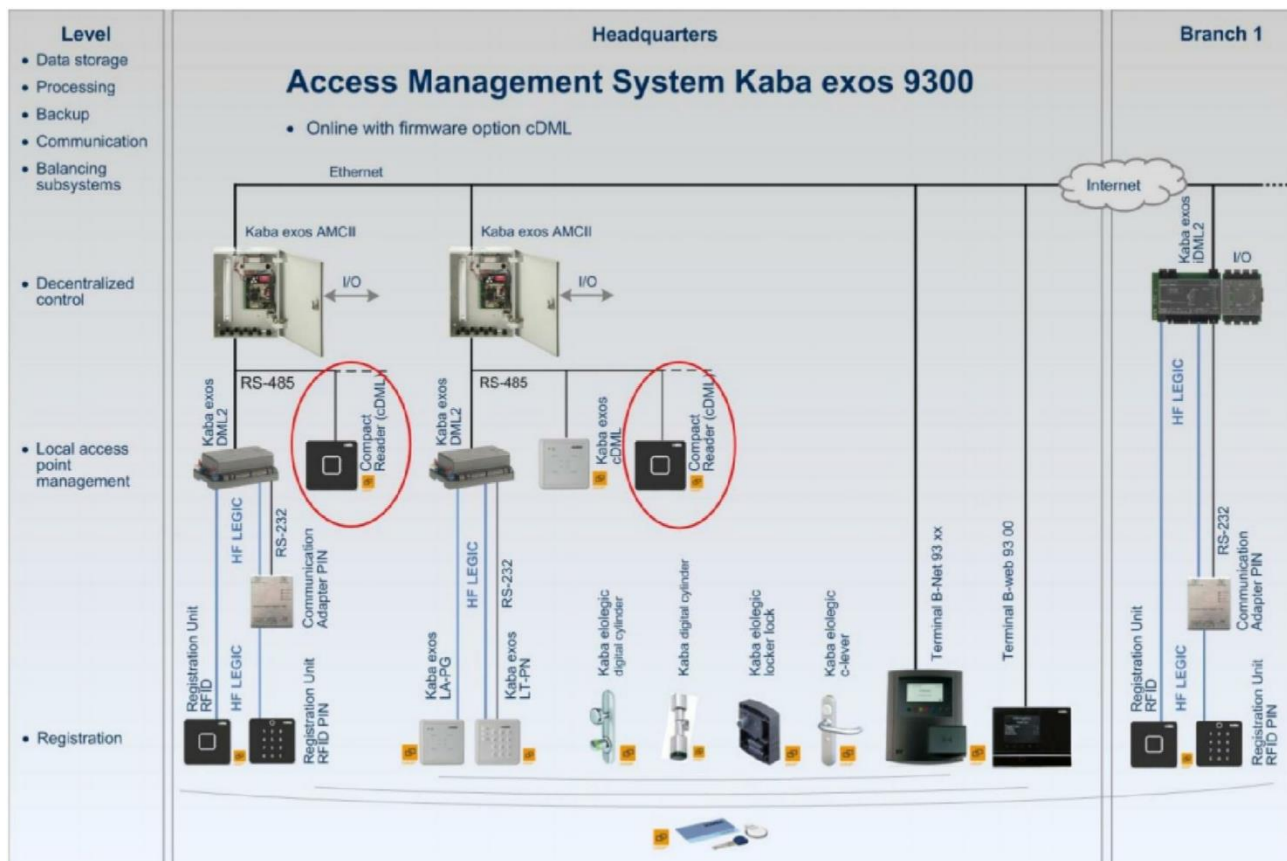 Level
• Data storage
• Processing
• Backup
• Communication
• Balancing
subsystems
• Decentralized
control
• Local access
point
management
• Registration
Headquarters
Access Management System Kaba exos 9300
• Online with firmware option cDML
Ethernet
Kaba exos AMCII
I/O
RS-485
Kaba exos
DML2
Compact
Reader (cDML)
HF LEGIC
RS-232
Communication
Adapter PIN
HF LEGIC
Registration Unit
RFID
Registration Unit
RFID PIN
Kaba exos AMCII
I/O
RS-485
Kaba exos
DML2
Kaba exos
cDML
Compact
Reader (cDML)
HF LEGIC
RS-232
Kaba exos
LA-PG
Kaba exos
LT-PN
Kaba elolegic
digital cylinder
Kaba digital cylinder
Kaba elolegic
locker lock
Kaba elolegic
c-lever
Terminal B-Net 93 xx
Terminal B-web 93 00
Internet
Branch 1
Kaba exos
iDML2
I/O
HF LEGIC
RS-232
Communication
Adapter PIN
HF LEGIC
Registration Unit
RFID
Registration Unit
RFID PIN